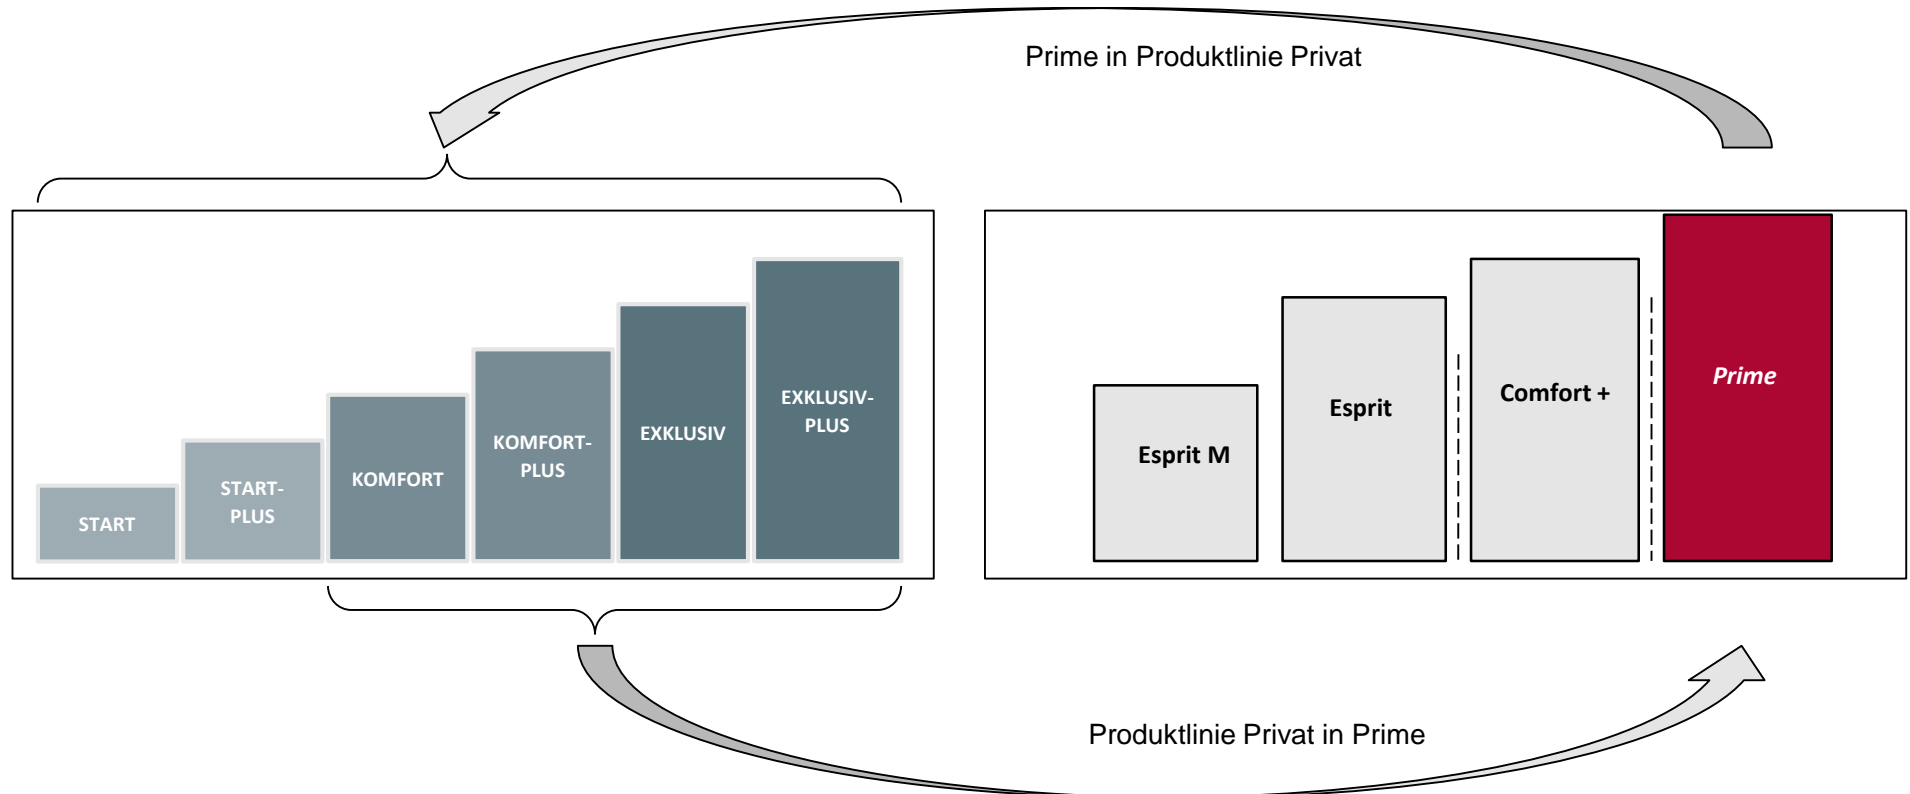 Prime in Produktlinie Privat
START
START-
PLUS
KOMFORT
KOMFORT-
PLUS
EXKLUSIV
EXKLUSIV-
PLUS
Esprit M
Esprit
Comfort +
Prime
Produktlinie Privat in Prime